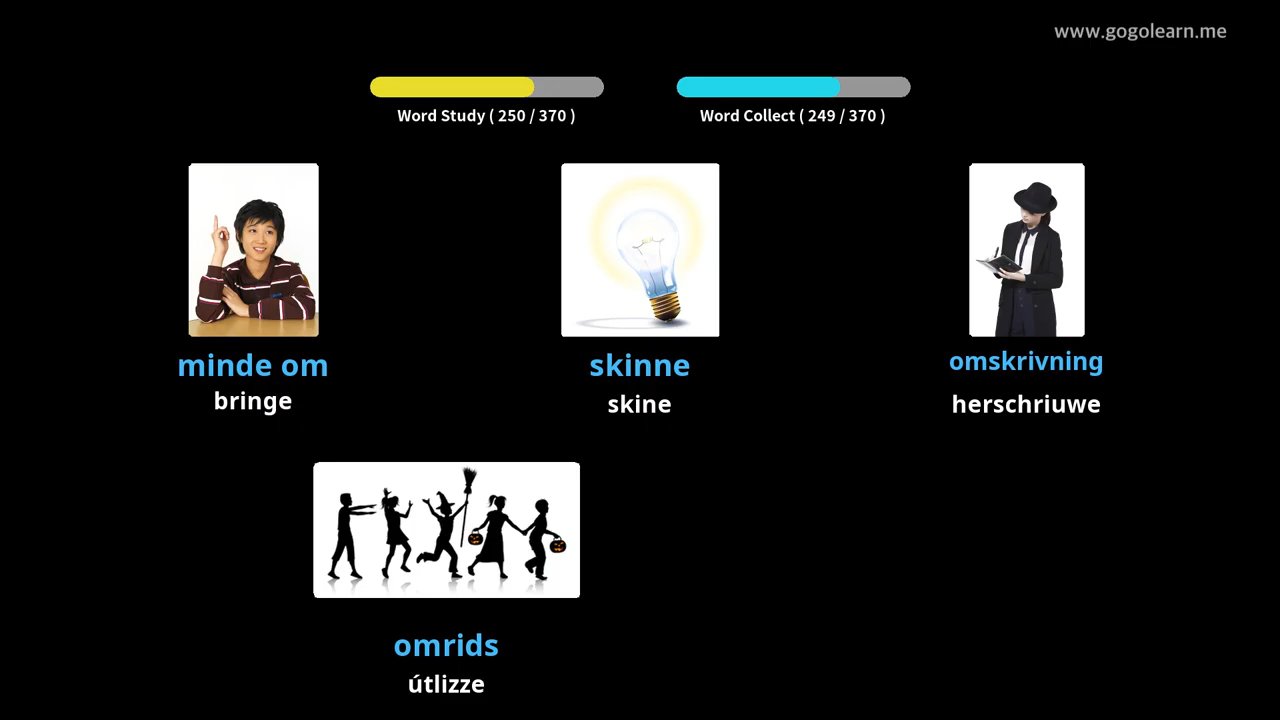 www.gogolearn.me
Word Study ( 250 / 370 )
Word Collect ( 249 / 370 )
minde om
bringe
skinne
skine
omskrivning
herschriuwe
omrids
útlizze